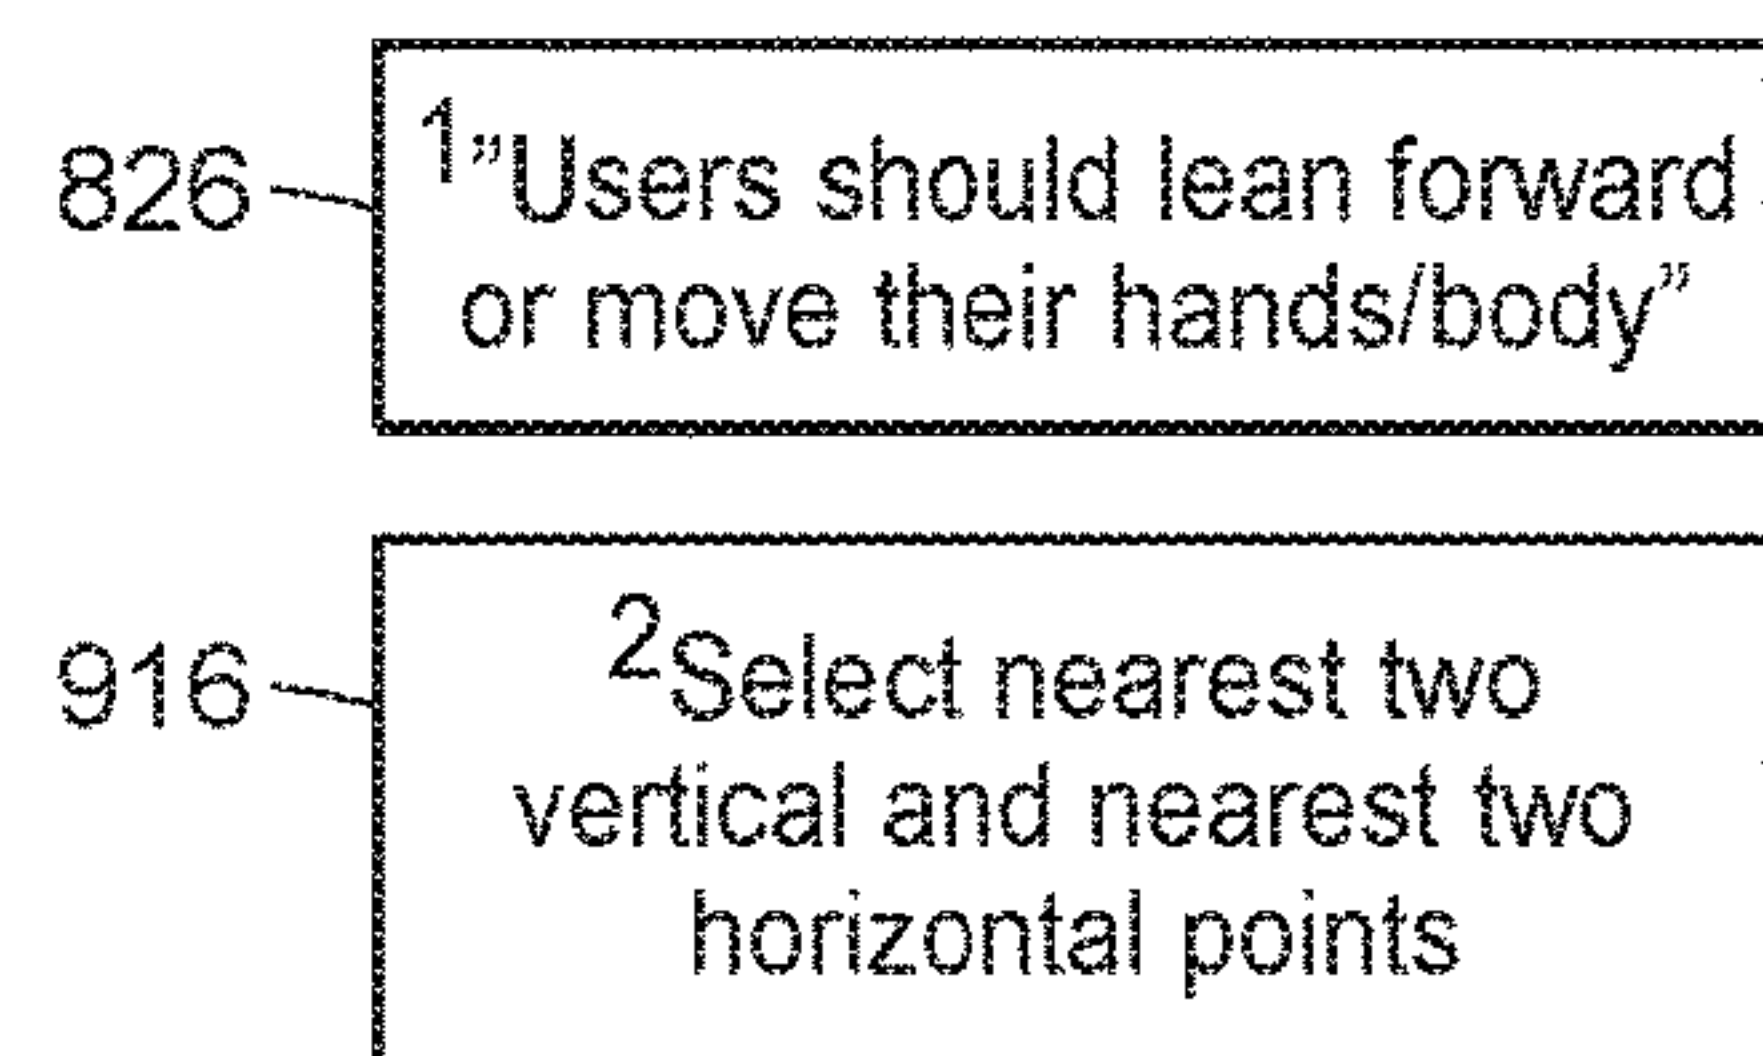 826
¹”Users should lean forward
or move their hands/body”
916
²Select nearest two
vertical and nearest two
horizontal points